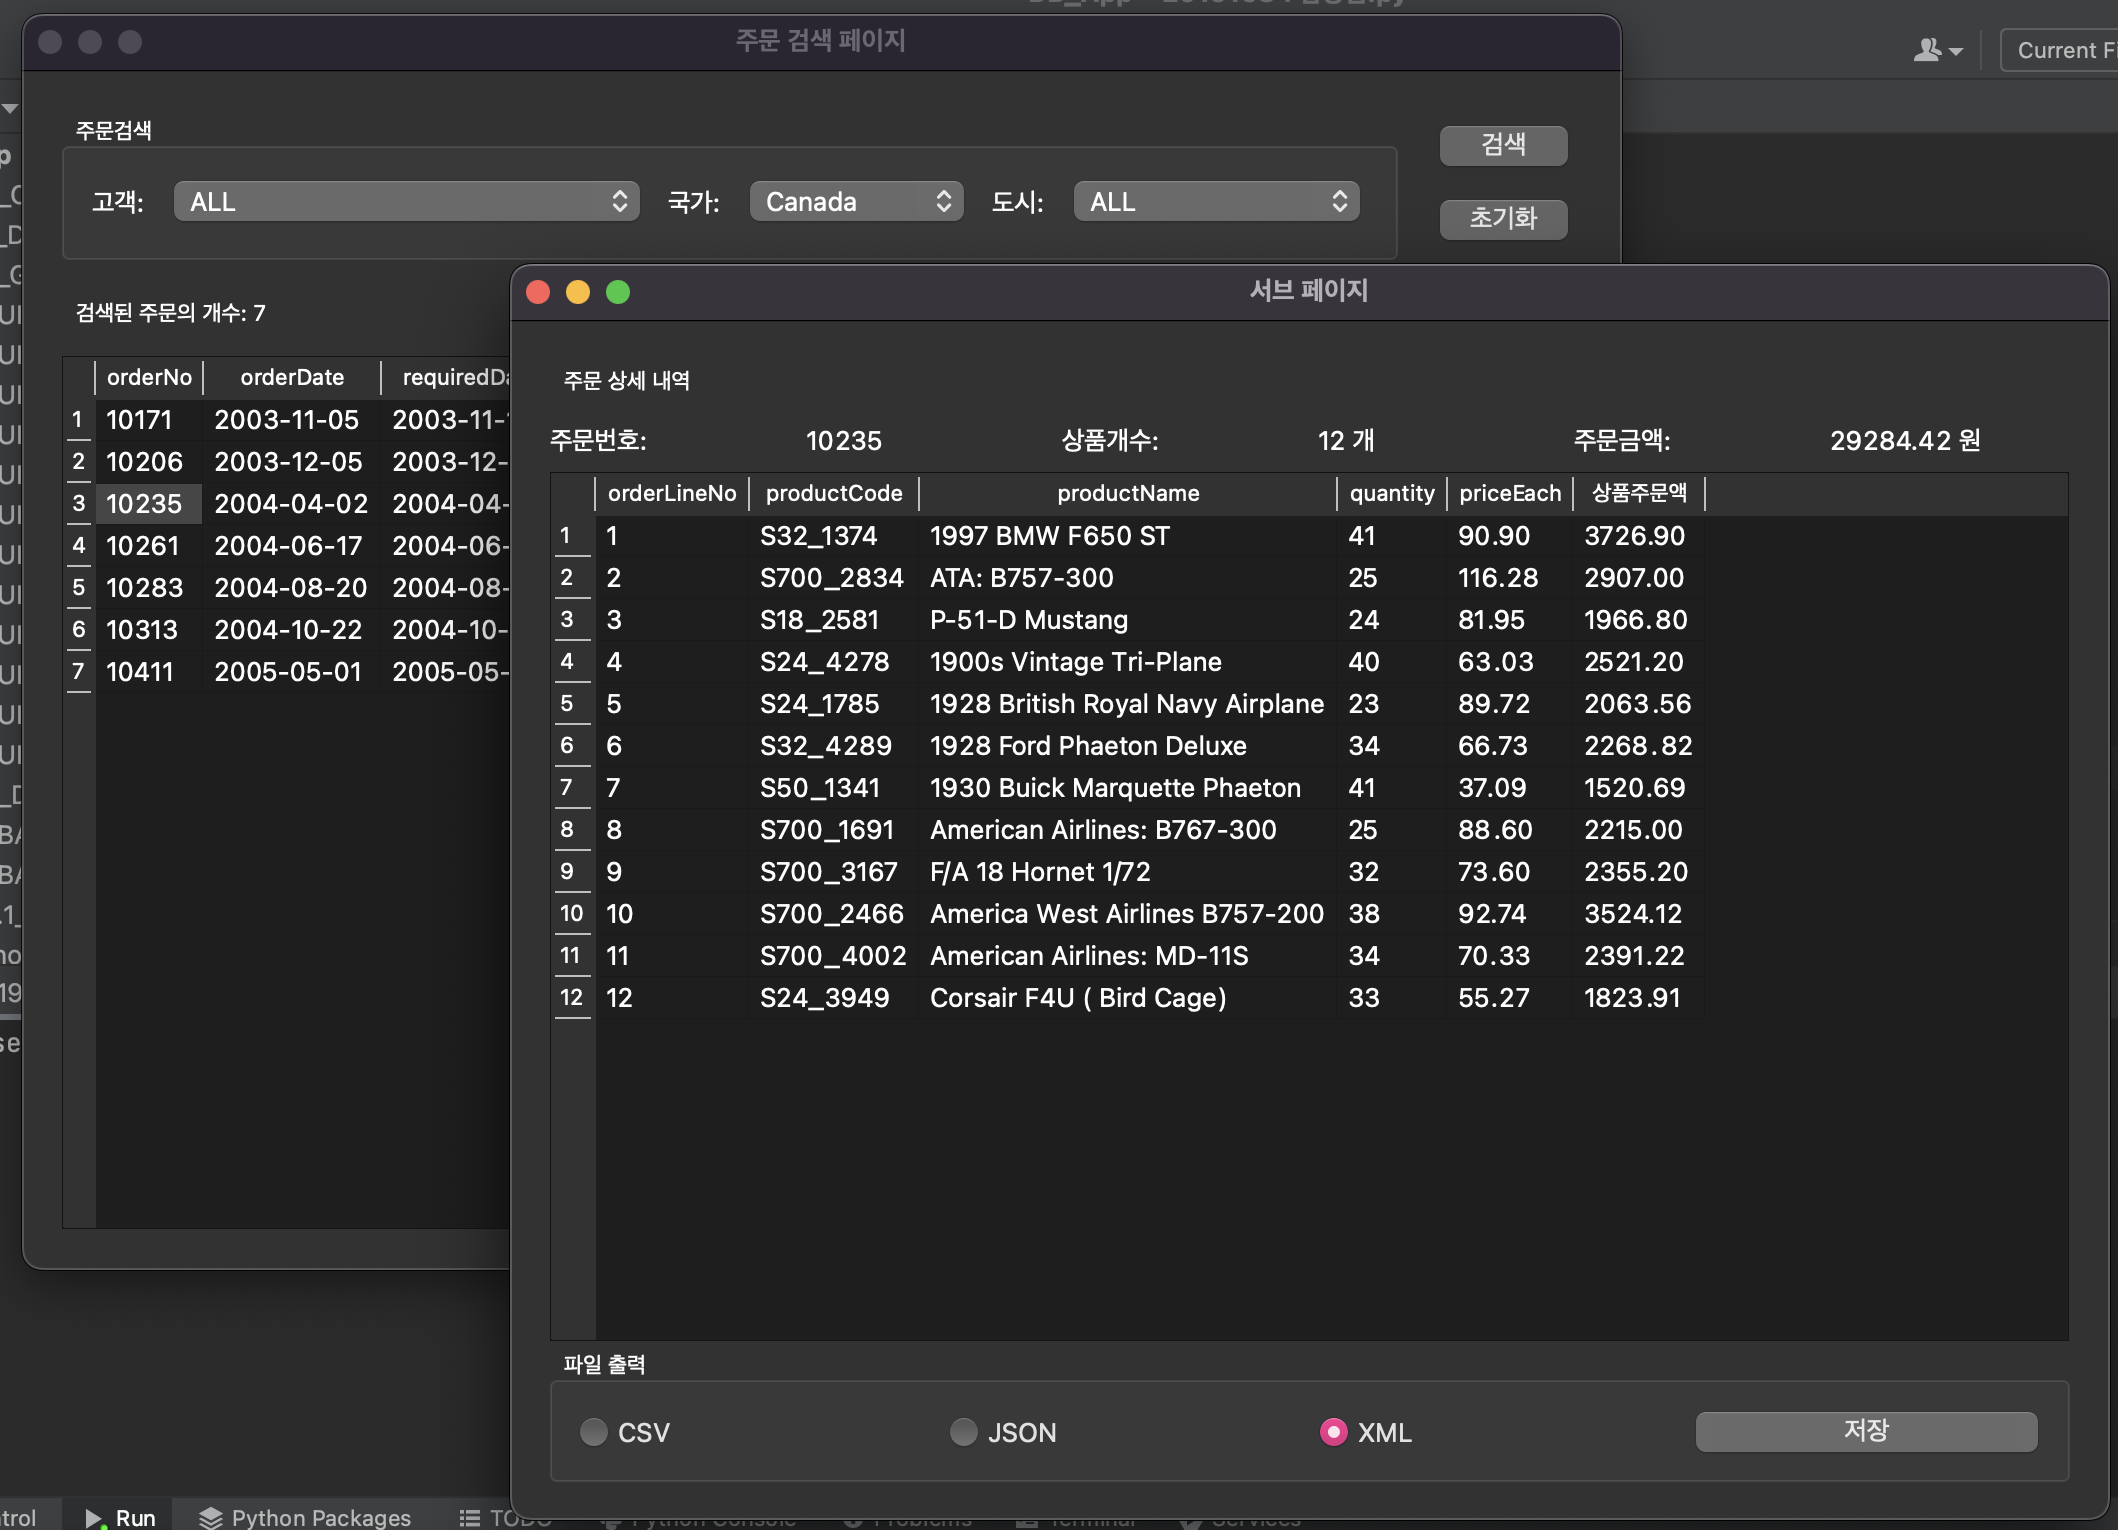 주문 검색 페이지
Current Fi
주문검색
고객: ALL 국가: Canada 도시: ALL
검색
초기화
검색된 주문의 개수: 7
orderNo orderDate requiredDa
1 10171 2003-11-05 2003-11-
2 10206 2003-12-05 2003-12-
3 10235 2004-04-02 2004-04-
4 10261 2004-06-17 2004-06-
5 10283 2004-08-20 2004-08-
6 10313 2004-10-22 2004-10-
7 10411 2005-05-01 2005-05-
서브 페이지
주문 상세 내역
주문번호: 10235 상품개수: 12 개 주문금액: 29284.42 원
orderLineNo productCode productName quantity priceEach 상품주문액
1 1 S32_1374 1997 BMW F650 ST 41 90.90 3726.90
2 2 S700_2834 ATA: B757-300 25 116.28 2907.00
3 3 S18_2581 P-51-D Mustang 24 81.95 1966.80
4 4 S24_4278 1900s Vintage Tri-Plane 40 63.03 2521.20
5 5 S24_1785 1928 British Royal Navy Airplane 23 89.72 2063.56
6 6 S32_4289 1928 Ford Phaeton Deluxe 34 66.73 2268.82
7 7 S50_1341 1930 Buick Marquette Phaeton 41 37.09 1520.69
8 8 S700_1691 American Airlines: B767-300 25 88.60 2215.00
9 9 S700_3167 F/A 18 Hornet 1/72 32 73.60 2355.20
10 10 S700_2466 America West Airlines B757-200 38 92.74 3524.12
11 11 S700_4002 American Airlines: MD-11S 34 70.33 2391.22
12 12 S24_3949 Corsair F4U ( Bird Cage) 33 55.27 1823.91
파일 출력
CSV JSON XML 저장
trol Run Python Packages TODO Python Console Problems Terminal Services